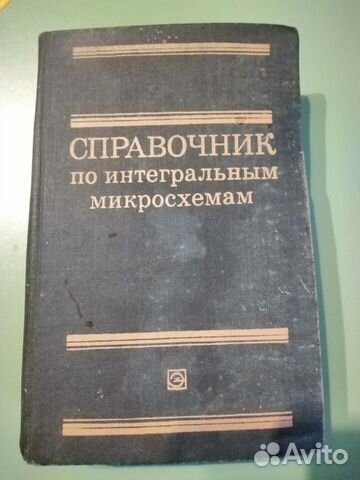 СПРАВОЧНИК
по интегральным
микросхемам
Avito